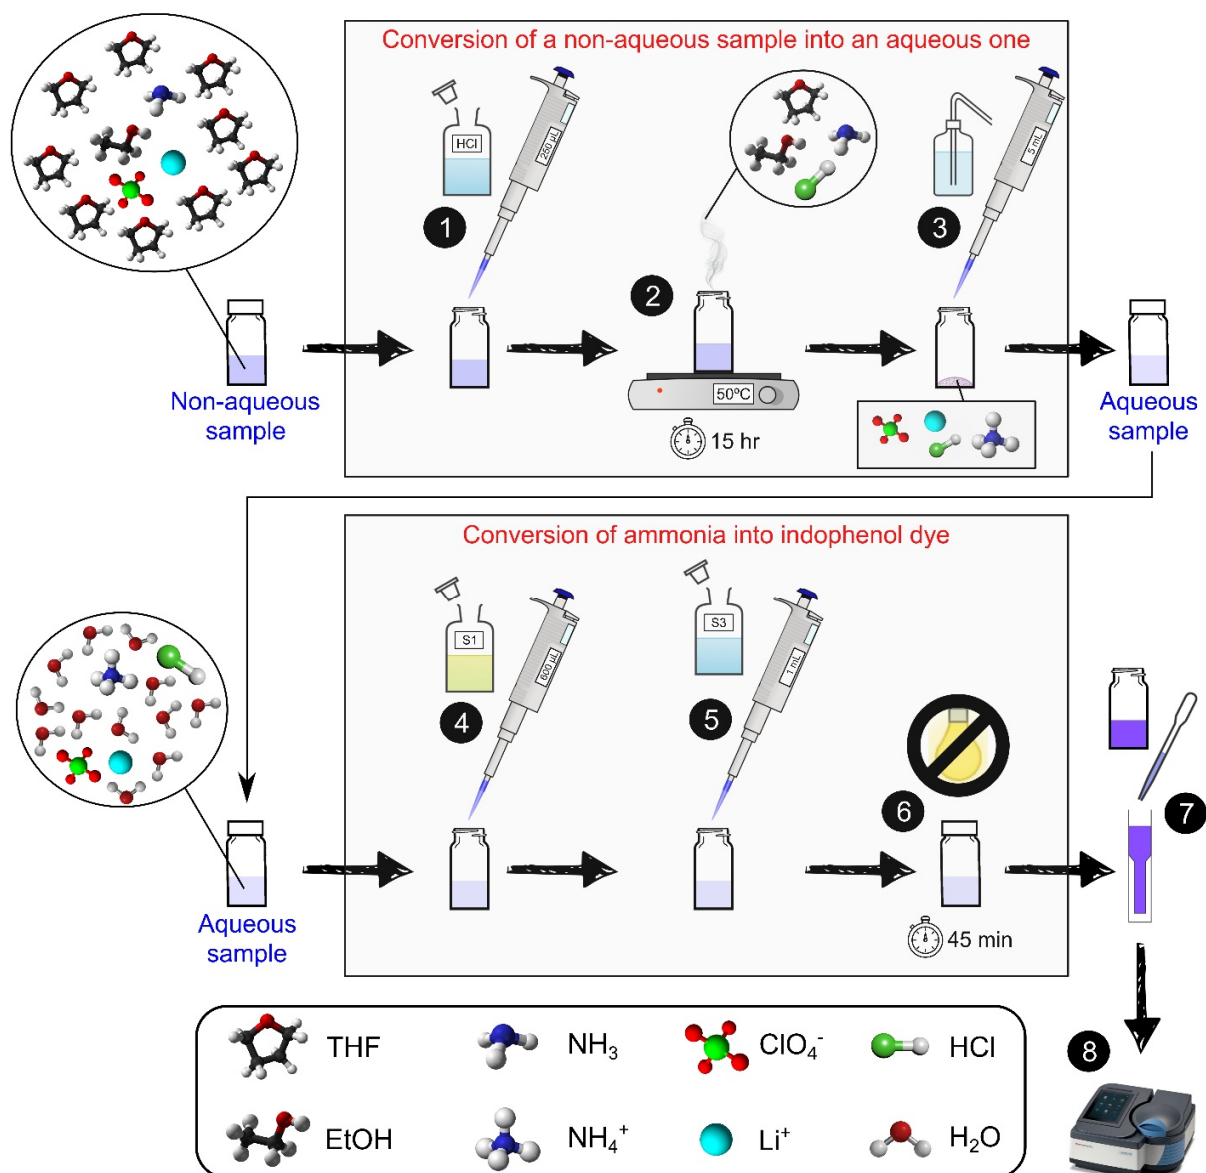 Conversion of a non-aqueous sample into an aqueous one
HCl
250 µL
1
2
3
5 mL
50ºC
15 hr
Non-aqueous
sample
Aqueous
sample
Conversion of ammonia into indophenol dye
S1
600 µL
4
S3
1 mL
5
6
7
45 min
Aqueous
sample
8
THF
NH₃
ClO₄⁻
HCl
EtOH
NH₄⁺
Li⁺
H₂O